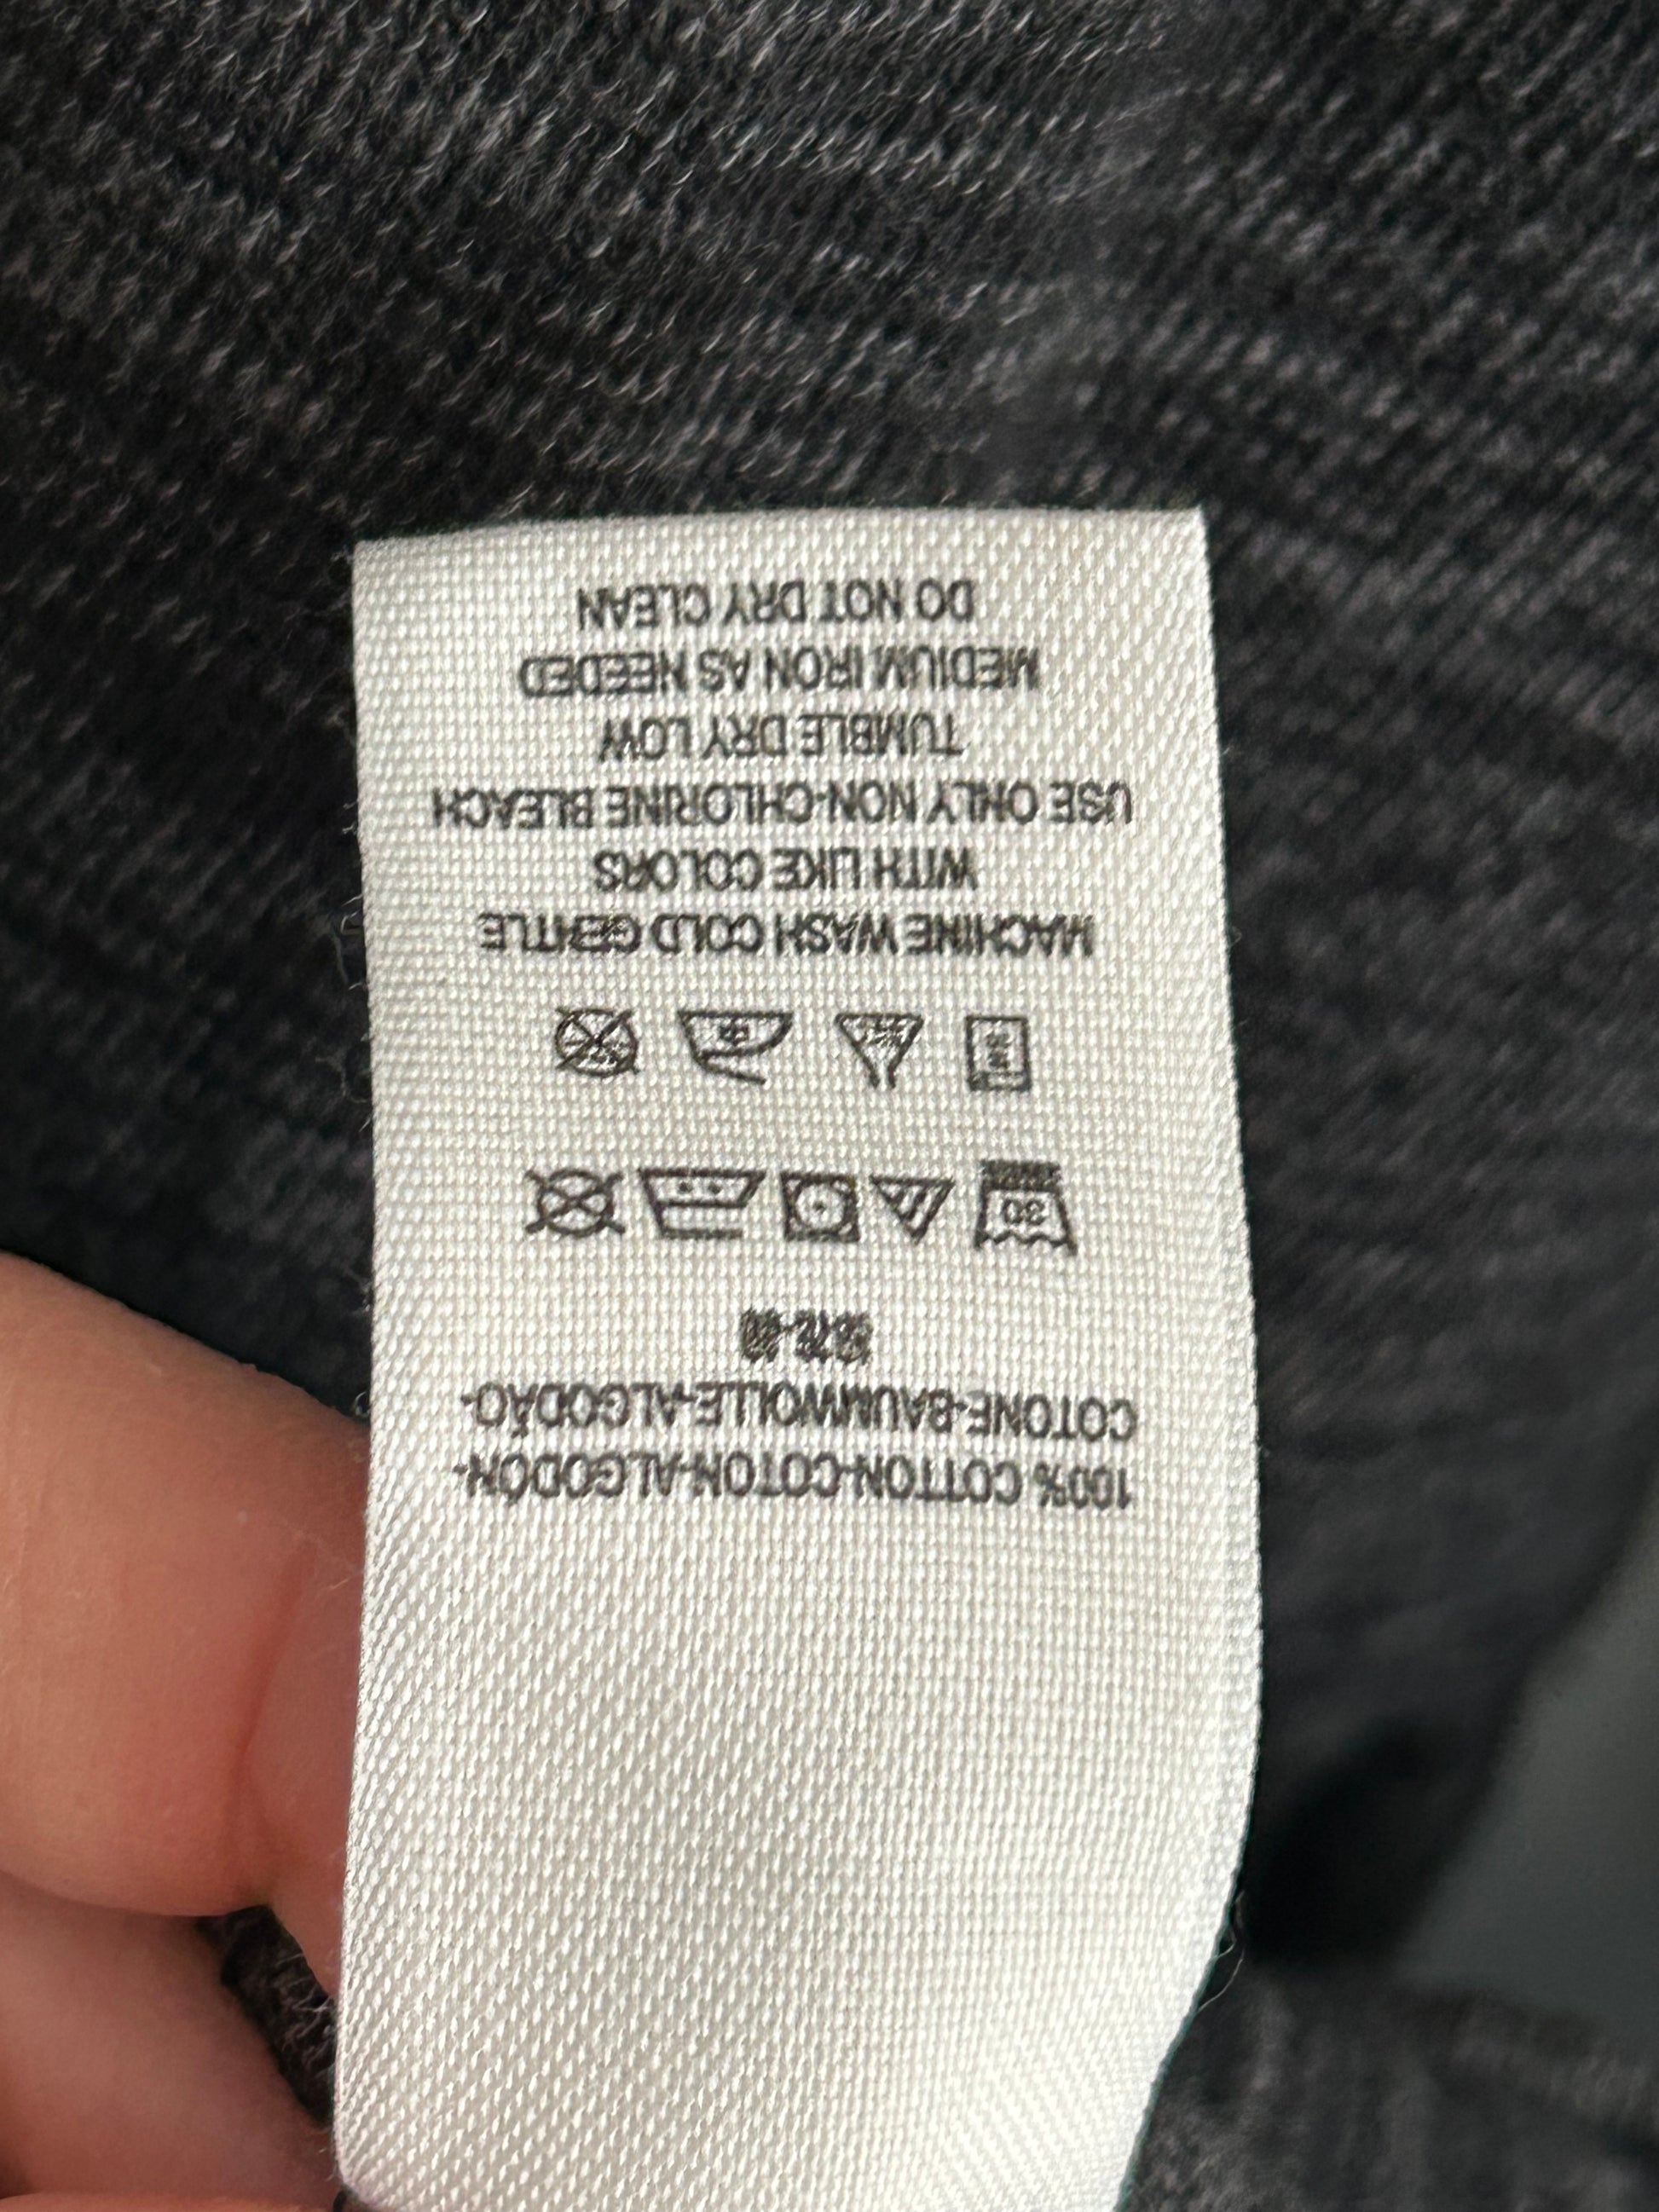 100% COTTON-COTON-ALGODÓN-
COTONE-BAUMWOLLE-ALGODÃO-
30
MACHINE WASH COLD GENTLE
WITH LIKE COLORS
USE ONLY NON-CHLORINE BLEACH
TUMBLE DRY LOW
MEDIUM IRON AS NEEDED
DO NOT DRY CLEAN